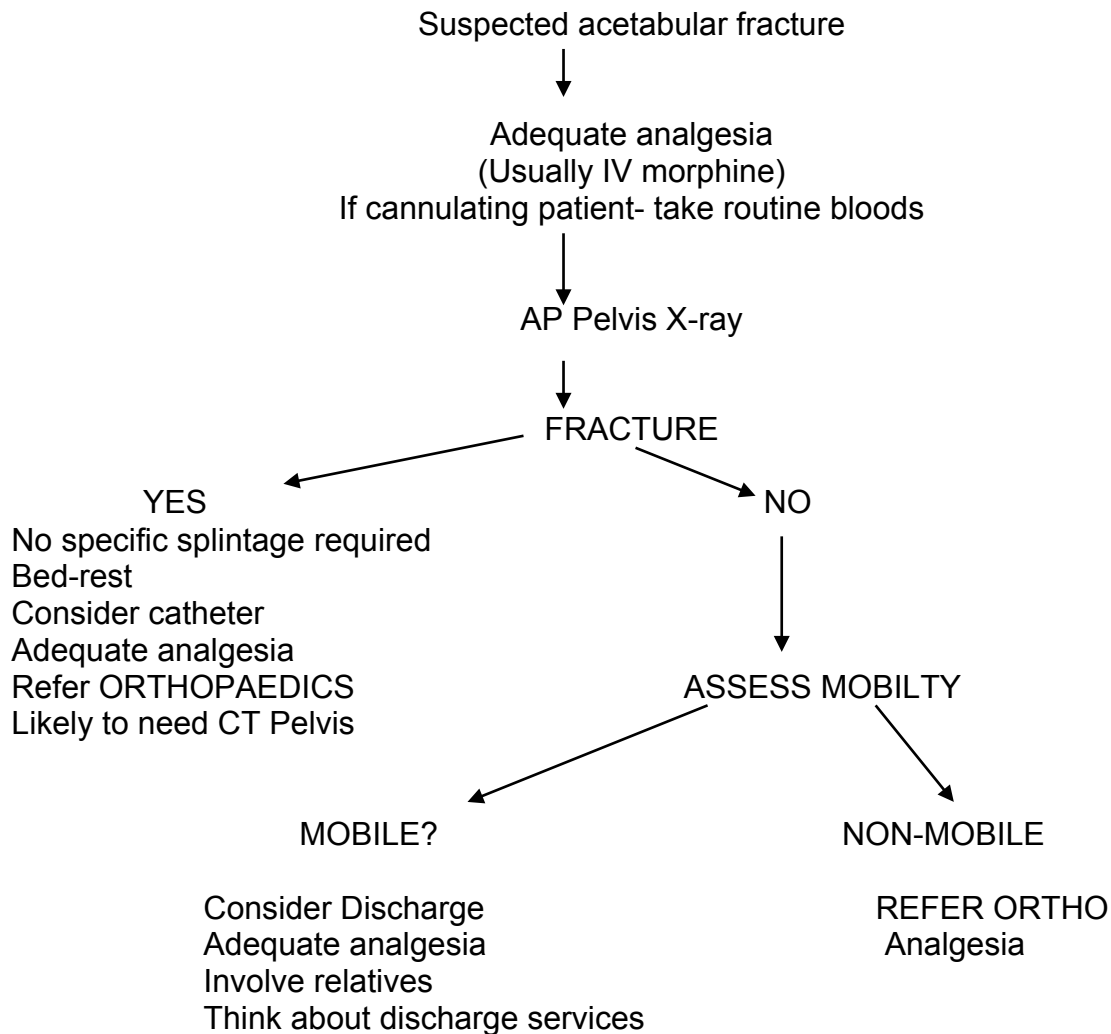 Suspected acetabular fracture
Adequate analgesia
(Usually IV morphine)
If cannulating patient- take routine bloods
AP Pelvis X-ray
FRACTURE
YES
No specific splintage required
Bed-rest
Consider catheter
Adequate analgesia
Refer ORTHOPAEDICS
Likely to need CT Pelvis
NO
ASSESS MOBILTY
MOBILE?
Consider Discharge
Adequate analgesia
Involve relatives
Think about discharge services
NON-MOBILE
REFER ORTHO
Analgesia